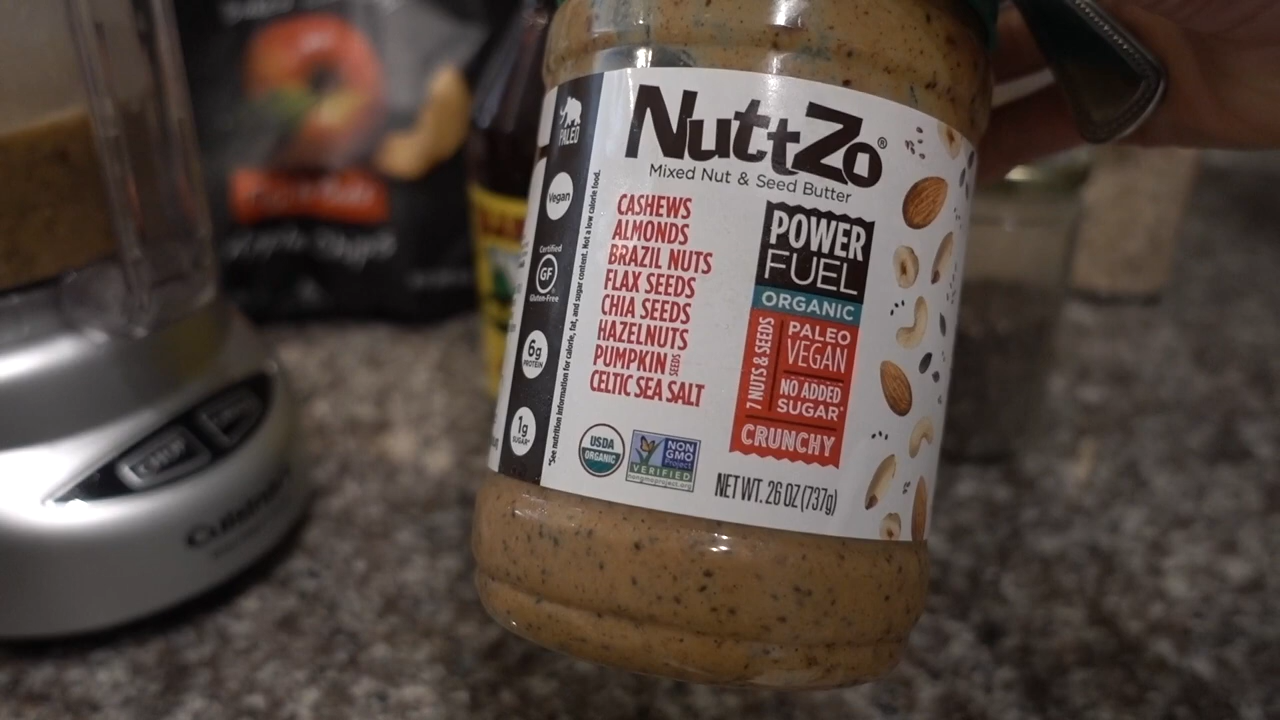 PALEO
Vegan
Certified
GF
Gluten-Free
6g
PROTEIN
1g
SUGAR*
*See nutrition information for calorie, fat, and sugar content. Not a low calorie food.
NuttZo®
Mixed Nut & Seed Butter
CASHEWS
ALMONDS
BRAZIL NUTS
FLAX SEEDS
CHIA SEEDS
HAZELNUTS
PUMPKIN SEEDS
CELTIC SEA SALT
USDA
ORGANIC
NON
GMO
Project
VERIFIED
nongmoproject.org
POWER
FUEL
ORGANIC
7 NUTS & SEEDS
PALEO
VEGAN
NO ADDED
SUGAR*
CRUNCHY
NET WT. 26 OZ (737g)
CHOP
Cuisinart